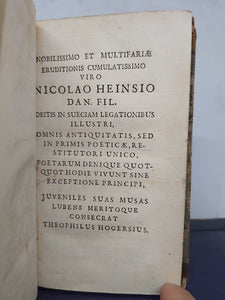 NOBILISSIMO ET MULTIFARIÆ
ERUDITIONIS CUMULATISSIMO
VIRO
NICOLAO HEINSIO
DAN. FIL.
OBITIS IN SUECIAM LEGATIONIBUS
ILLUSTRI,
OMNIS ANTIQUITATIS, SED
IN PRIMIS POETICÆ, RE-
STITUTORI UNICO,
POETARUM DENIQUE QUOT-
QUOT HODIE VIVUNT SINE
EXCEPTIONE PRINCIPI,
JUVENILES SUAS MUSAS
LUBENS MERITOQUE
CONSECRAT
THEOPHILUS HOGERSIUS.